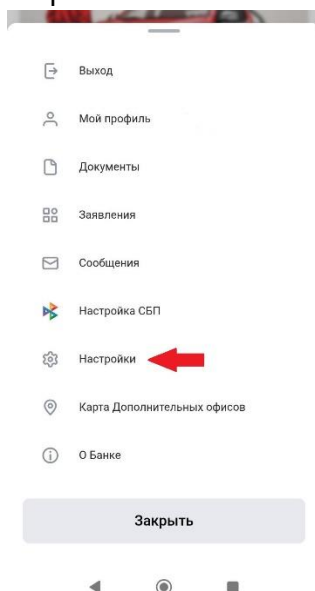 Выход
Мой профиль
Документы
Заявления
Сообщения
Настройка СБП
Настройки
Карта Дополнительных офисов
О Банке
Закрыть